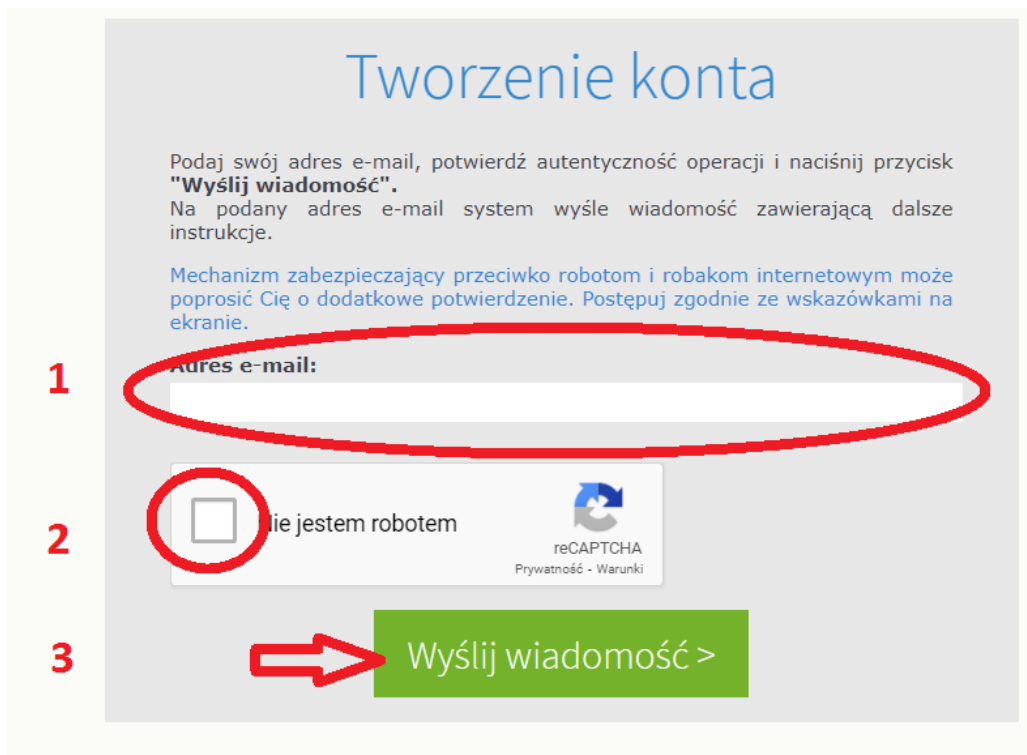 Tworzenie konta
Podaj swój adres e-mail, potwierdź autentyczność operacji i naciśnij przycisk
"Wyślij wiadomość".
Na podany adres e-mail system wyśle wiadomość zawierającą dalsze
instrukcje.
Mechanizm zabezpieczający przeciwko robotom i robakom internetowym może
poprosić Cię o dodatkowe potwierdzenie. Postępuj zgodnie ze wskazówkami na
ekranie.
1
Adres e-mail:
2
Nie jestem robotem
reCAPTCHA
Prywatność - Warunki
3
Wyślij wiadomość >